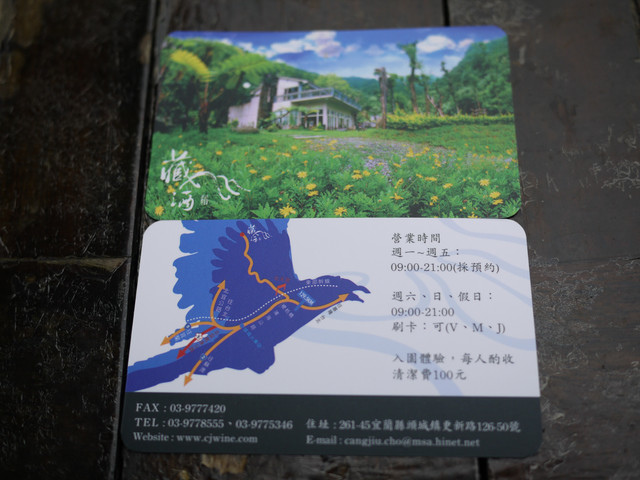 藏酒
營業時間
週一~週五：
09:00-21:00(採預約)
週六、日、假日：
09:00-21:00
刷卡：可(V、M、J)
入園體驗，每人酌收
清潔費100元
FAX : 03-9777420
TEL : 03-9778555、03-9775346
住址 : 261-45宜蘭縣頭城鎮更新路126-50號
Website : www.cjwine.com
E-mail : cangjiu.cho@msa.hinet.net